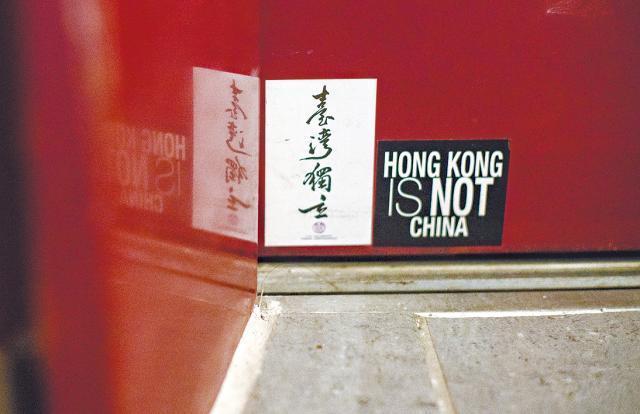 臺灣獨立
HONG KONG
IS NOT
CHINA